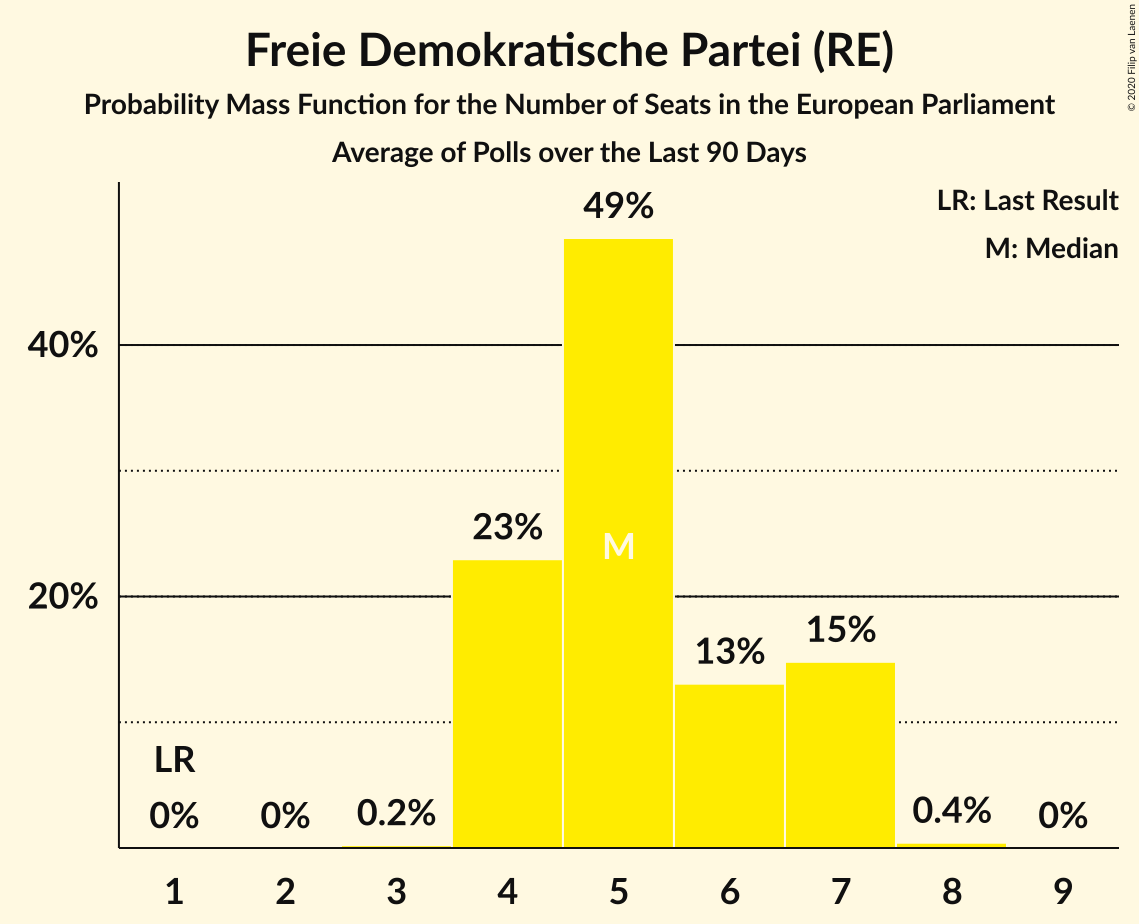 Freie Demokratische Partei (RE)
Probability Mass Function for the Number of Seats in the European Parliament
Average of Polls over the Last 90 Days
© 2020 Filip van Laenen
LR: Last Result
M: Median
49%
40%
23%
M
20%
15%
13%
LR
0%
0%
0.2%
0.4%
0%
1 2 3 4 5 6 7 8 9